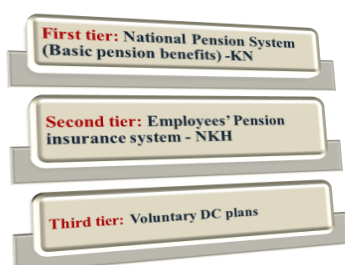 First tier: National Pension System
(Basic pension benefits) -KN
Second tier: Employees' Pension
insurance system - NKH
Third tier: Voluntary DC plans